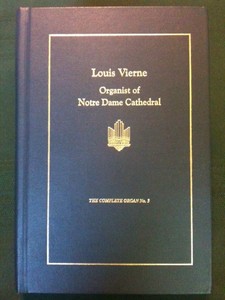 Louis Vierne
Organist of
Notre Dame Cathedral
THE COMPLETE ORGAN No. 3